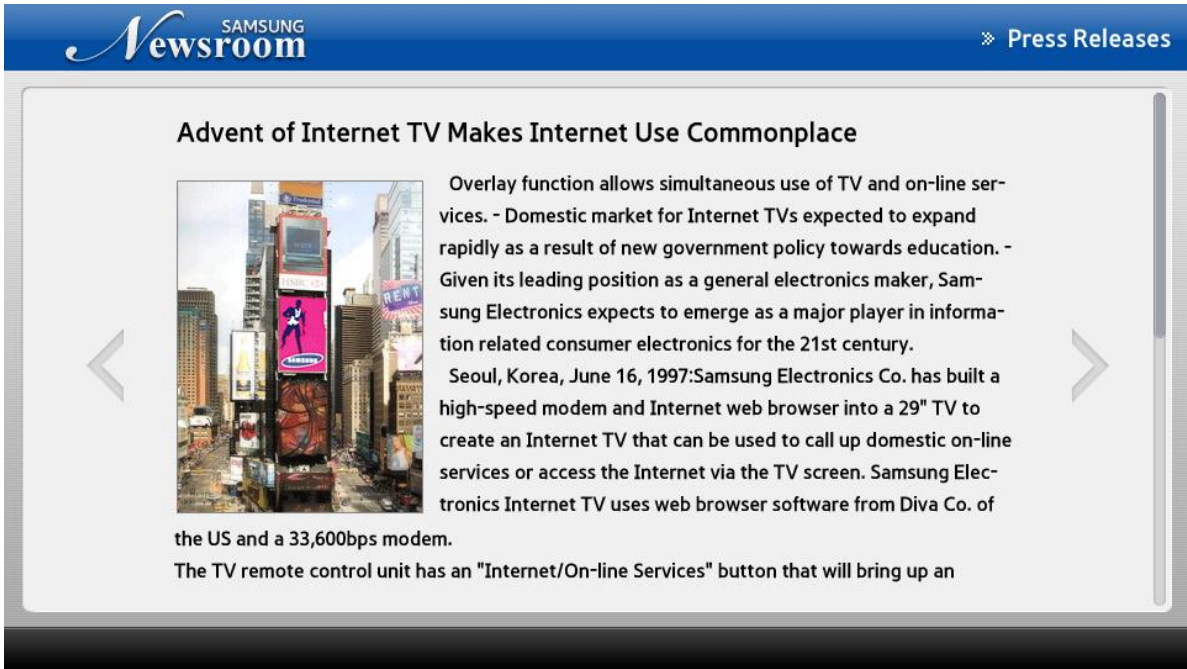 SAMSUNG
Newsroom
» Press Releases
Advent of Internet TV Makes Internet Use Commonplace
Overlay function allows simultaneous use of TV and on-line ser-
vices. - Domestic market for Internet TVs expected to expand
rapidly as a result of new government policy towards education. -
Given its leading position as a general electronics maker, Sam-
sung Electronics expects to emerge as a major player in informa-
tion related consumer electronics for the 21st century.
Seoul, Korea, June 16, 1997:Samsung Electronics Co. has built a
high-speed modem and Internet web browser into a 29" TV to
create an Internet TV that can be used to call up domestic on-line
services or access the Internet via the TV screen. Samsung Elec-
tronics Internet TV uses web browser software from Diva Co. of
the US and a 33,600bps modem.
The TV remote control unit has an "Internet/On-line Services" button that will bring up an
Prudential
RENT
SAMSUNG